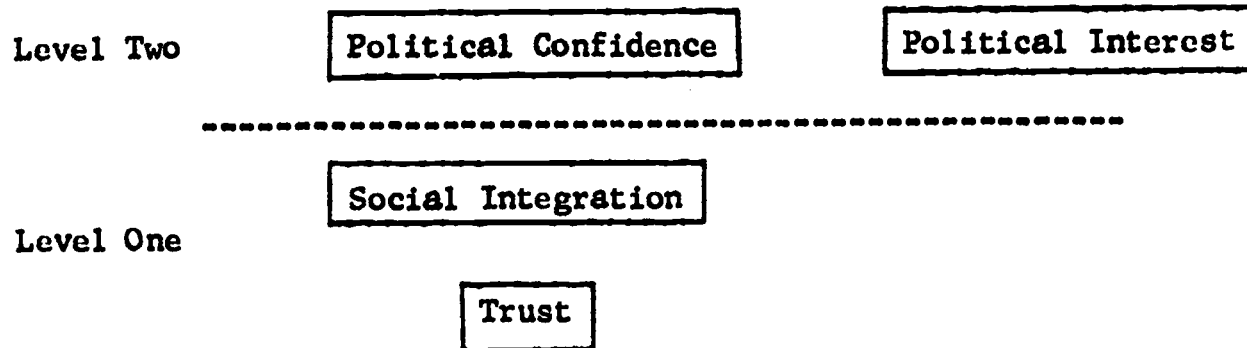 Level Two Political Confidence Political Interest
Social Integration
Level One
Trust